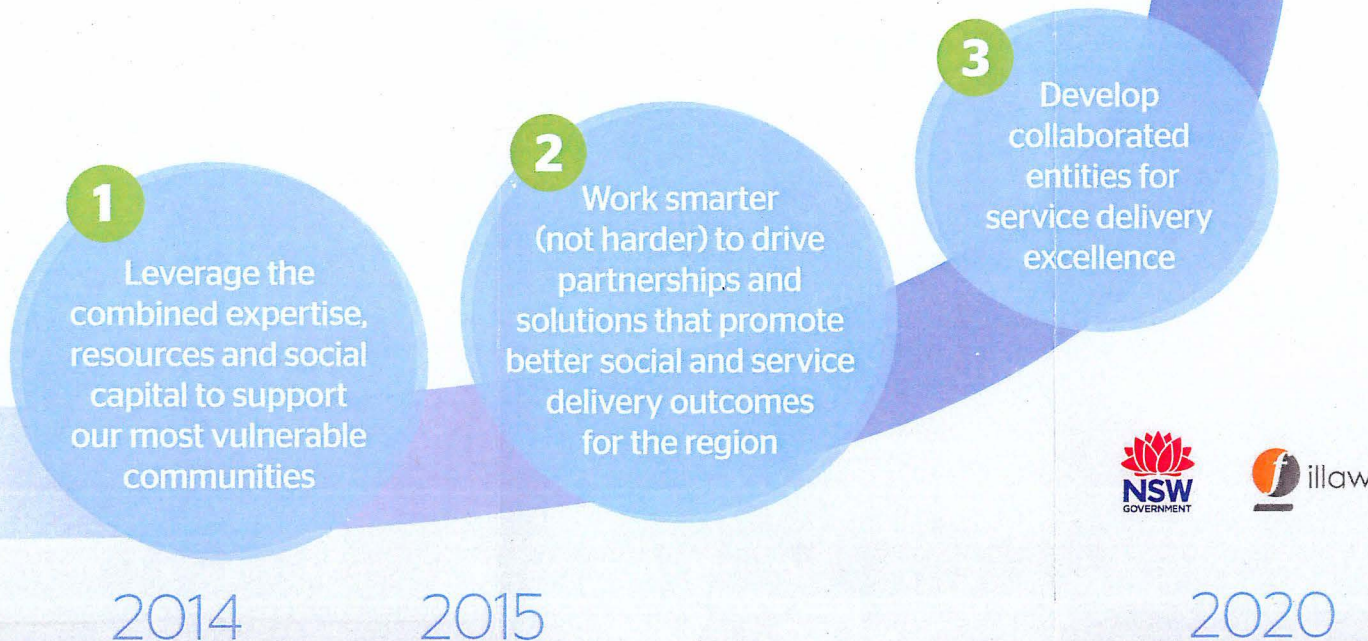 1
Leverage the
combined expertise,
resources and social
capital to support
our most vulnerable
communities
2
Work smarter
(not harder) to drive
partnerships and
solutions that promote
better social and service
delivery outcomes
for the region
3
Develop
collaborated
entities for
service delivery
excellence
NSW
GOVERNMENT
f
illaw
2014
2015
2020